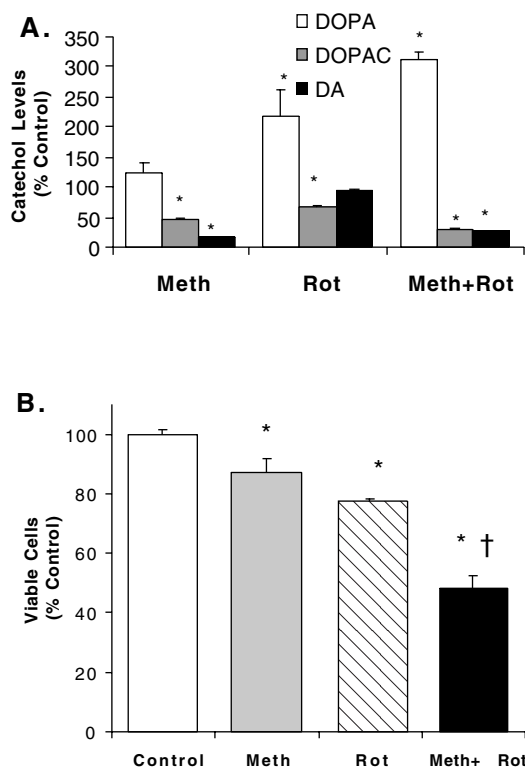 A.
DOPA
DOPAC
DA
Catechol Levels
(% Control)
350
300
250
200
150
100
50
0
*
*
*
*
*
*
*
Meth
Rot
Meth+Rot
B.
Viable Cells
(% Control)
100
80
60
40
20
0
*
*
* †
Control
Meth
Rot
Meth+ Rot